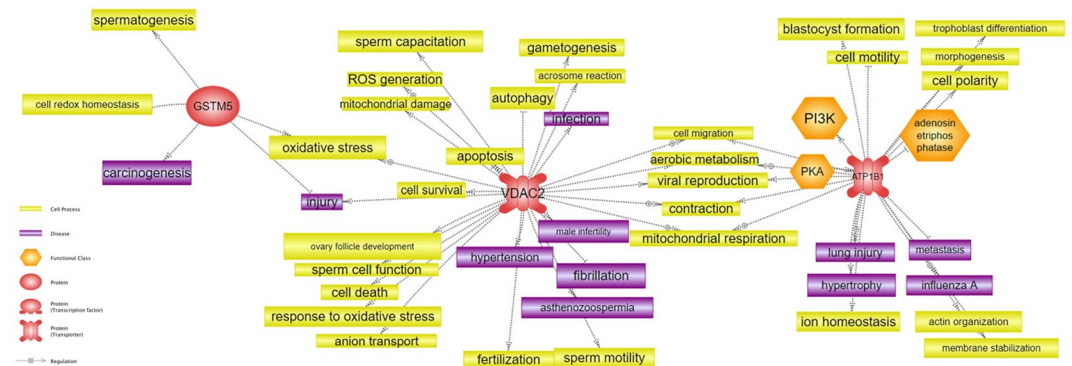 spermatogenesis
cell redox homeostasis
GSTM5
carcinogenesis
oxidative stress
injury
sperm capacitation
ROS generation
mitochondrial damage
gametogenesis
acrosome reaction
autophagy
infection
apoptosis
cell survival
VDAC2
ovary follicle development
sperm cell function
cell death
response to oxidative stress
anion transport
hypertension
male infertility
fibrillation
asthenozoospermia
fertilization
sperm motility
cell migration
aerobic metabolism
viral reproduction
contraction
mitochondrial respiration
blastocyst formation
cell motility
trophoblast differentiation
morphogenesis
cell polarity
PI3K
adenosin
etriphos
phatase
PKA
ATP1B1
lung injury
hypertrophy
ion homeostasis
metastasis
influenza A
actin organization
membrane stabilization
Cell Process
Disease
Functional Class
Protein
Protein
(Transcription factor)
Protein
(Transporter)
Regulation